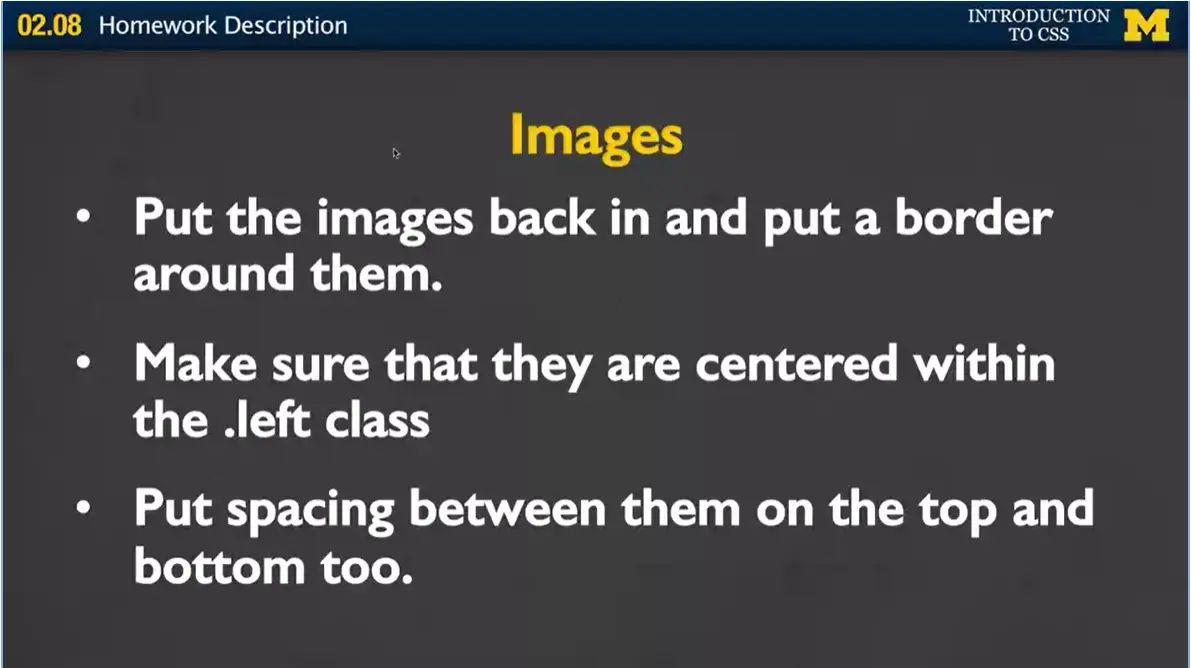 02.08 Homework Description
INTRODUCTION
TO CSS
M
Images
• Put the images back in and put a border
around them.
• Make sure that they are centered within
the .left class
• Put spacing between them on the top and
bottom too.